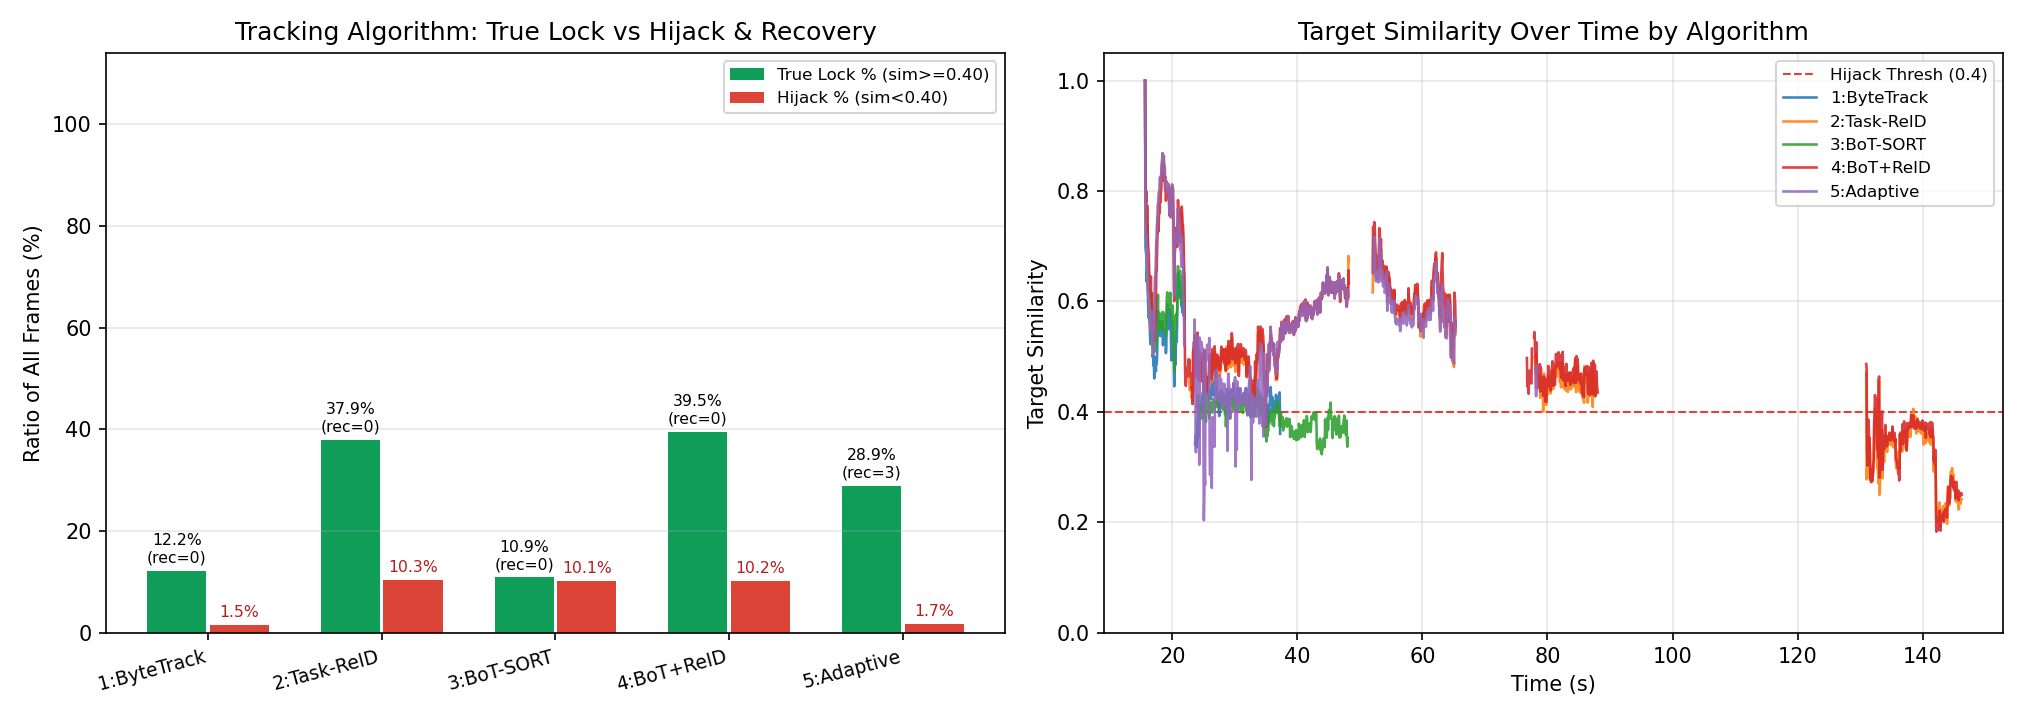 Tracking Algorithm: True Lock vs Hijack & Recovery
True Lock % (sim>=0.40)
Hijack % (sim<0.40)
Ratio of All Frames (%)
100
80
60
40
20
0
12.2%
(rec=0)
1.5%
37.9%
(rec=0)
10.3%
10.9%
(rec=0)
10.1%
39.5%
(rec=0)
10.2%
28.9%
(rec=3)
1.7%
1:ByteTrack
2:Task-ReID
3:BoT-SORT
4:BoT+ReID
5:Adaptive
Target Similarity Over Time by Algorithm
Hijack Thresh (0.4)
1:ByteTrack
2:Task-ReID
3:BoT-SORT
4:BoT+ReID
5:Adaptive
Target Similarity
1.0
0.8
0.6
0.4
0.2
0.0
20 40 60 80 100 120 140
Time (s)